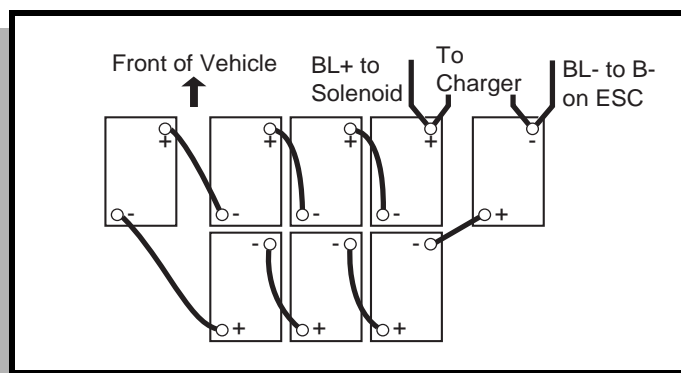 Front of Vehicle
BL+ to
Solenoid
To
Charger
BL- to B-
on ESC
+ + + + -
- - - - +
- - -
+ + +